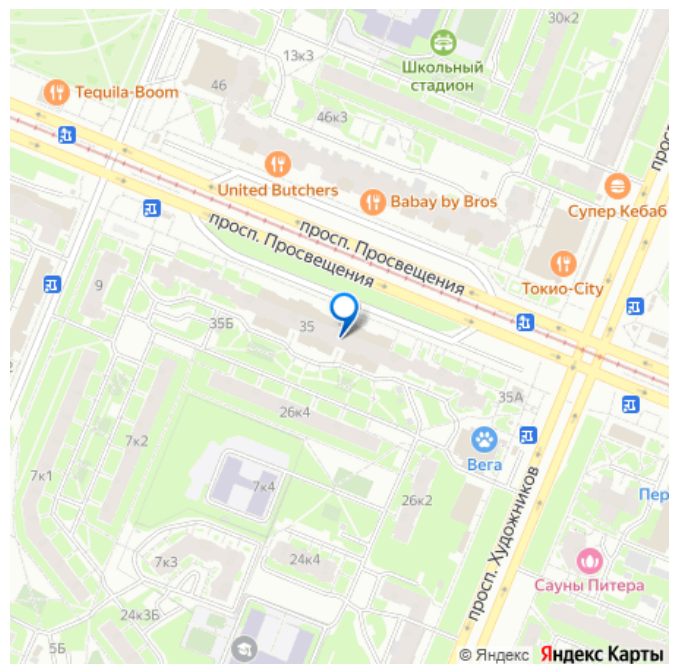 30к2
13к3
Школьный
стадион
46
Tequila-Boom
46к3
просп.
United Butchers
Babay by Bros
Супер Кебаб
просп. Просвещения
просп. Просвещения
Токио-City
9
35Б
35
35А
26к4
7к2
Вега
7к1
7к4
26к2
Пер
просп. Художников
7к3
24к4
Сауны Питера
24к3Б
5Б
© Яндекс Яндекс Карты